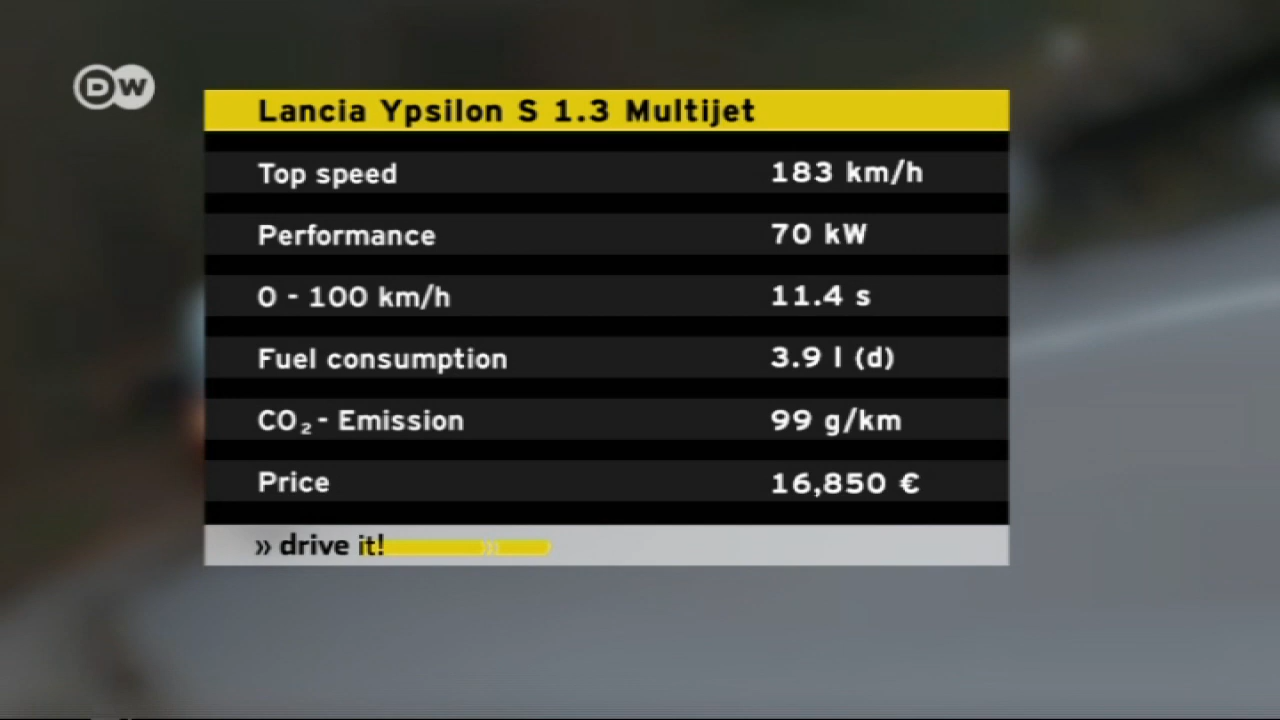 DW
Lancia Ypsilon S 1.3 Multijet
Top speed 183 km/h
Performance 70 kW
0 - 100 km/h 11.4 s
Fuel consumption 3.9 l (d)
CO₂ - Emission 99 g/km
Price 16,850 €
» drive it!